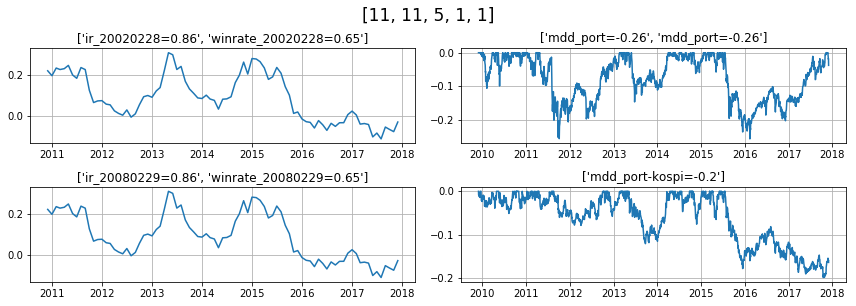 [11, 11, 5, 1, 1]
['ir_20020228=0.86', 'winrate_20020228=0.65']
0.2
0.0
2011 2012 2013 2014 2015 2016 2017 2018
['mdd_port=-0.26', 'mdd_port=-0.26']
0.0
−0.1
−0.2
2010 2011 2012 2013 2014 2015 2016 2017 2018
['ir_20080229=0.86', 'winrate_20080229=0.65']
0.2
0.0
2011 2012 2013 2014 2015 2016 2017 2018
['mdd_port-kospi=-0.2']
0.0
−0.1
−0.2
2010 2011 2012 2013 2014 2015 2016 2017 2018